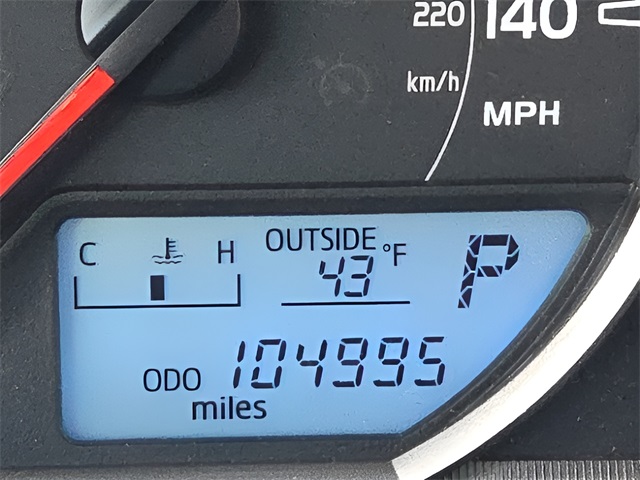 220 140
km/h
MPH
C H OUTSIDE °F P
43
ODO 104995
miles